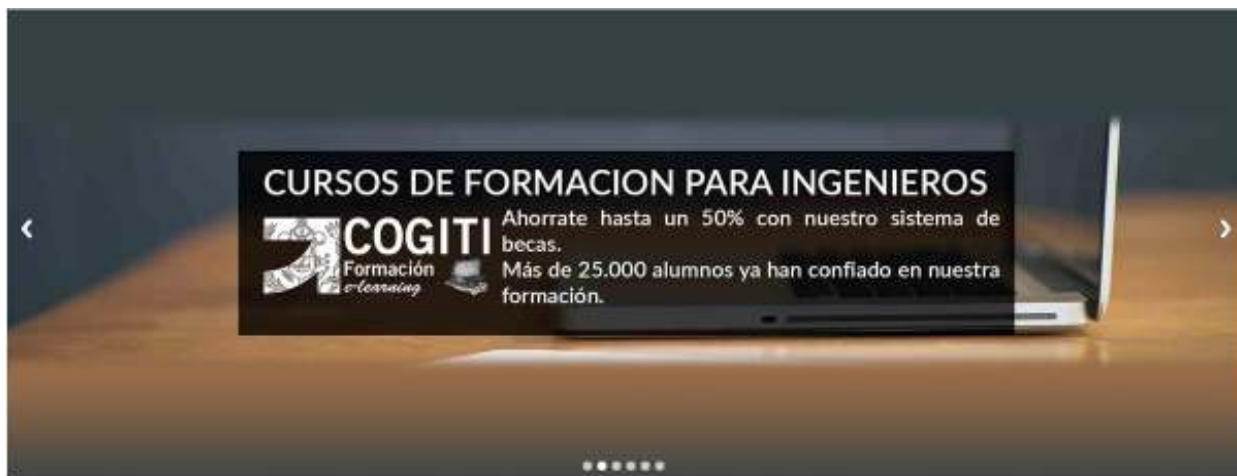 CURSOS DE FORMACION PARA INGENIEROS
COGITI
Formación
e-learning
Ahorrate hasta un 50% con nuestro sistema de
becas.
Más de 25.000 alumnos ya han confiado en nuestra
formación.